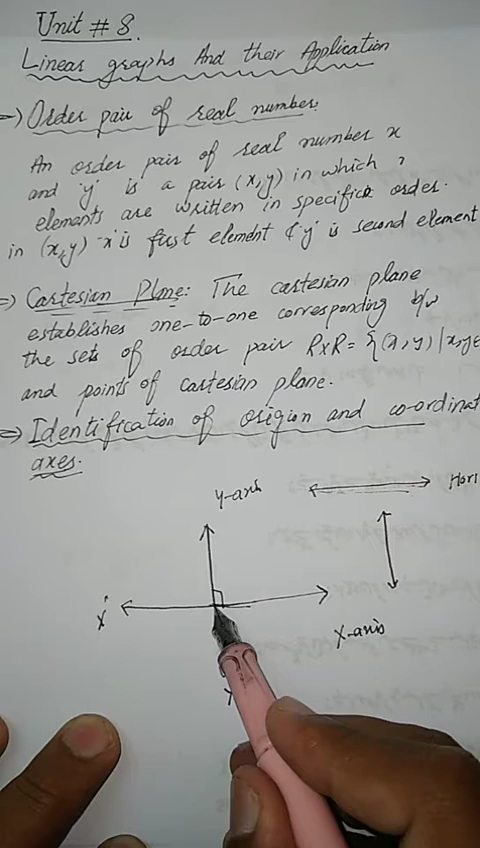 Unit # 8.
Linear graphs And their Application
=> Order pair of real number:
An order pair of real number x
and 'y' is a pair (x,y) in which
elements are written in specific order.
in (x,y) 'x' is first element & 'y' is second element
=> Cartesian Plane: The cartesian plane
establishes one-to-one corresponding b/w
the sets of order pair RxR = {(x,y) | x,y ∈
and points of cartesian plane.
=> Identification of origion and co-ordinat
axes.
Y-axis
Hori
X'
X-axis